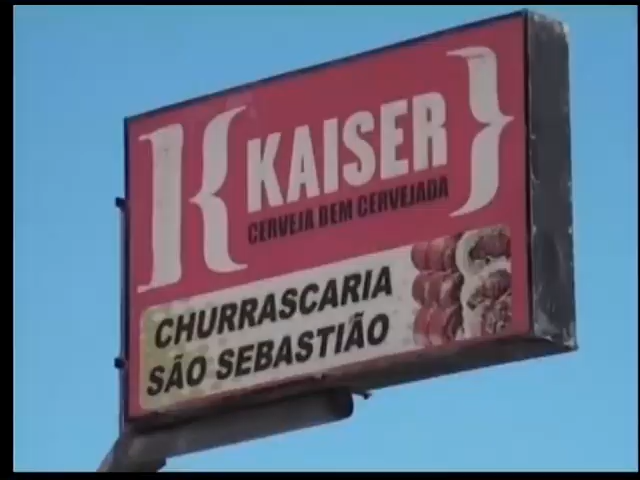 KAISER
CERVEJA BEM CERVEJADA
CHURRASCARIA
SÃO SEBASTIÃO